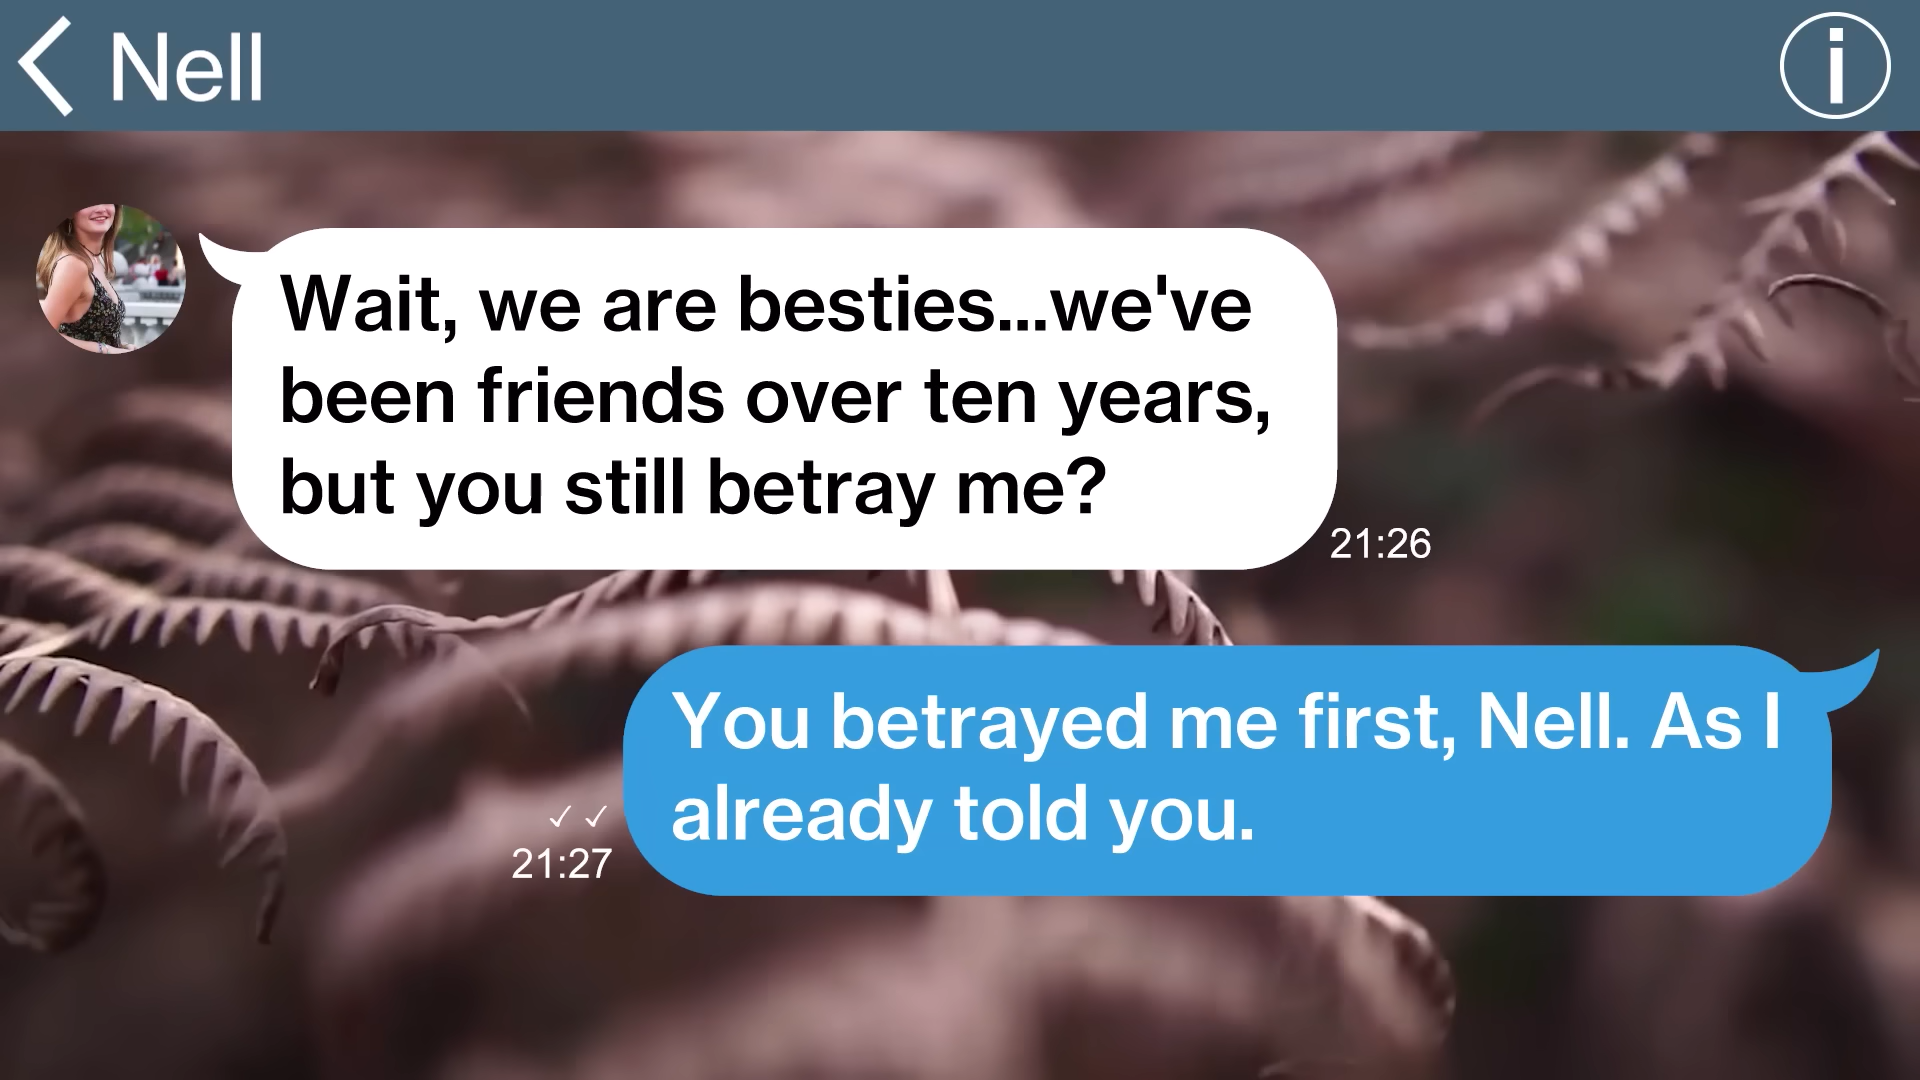 Nell
i
Wait, we are besties...we've
been friends over ten years,
but you still betray me?
21:26
You betrayed me first, Nell. As I
already told you.
21:27